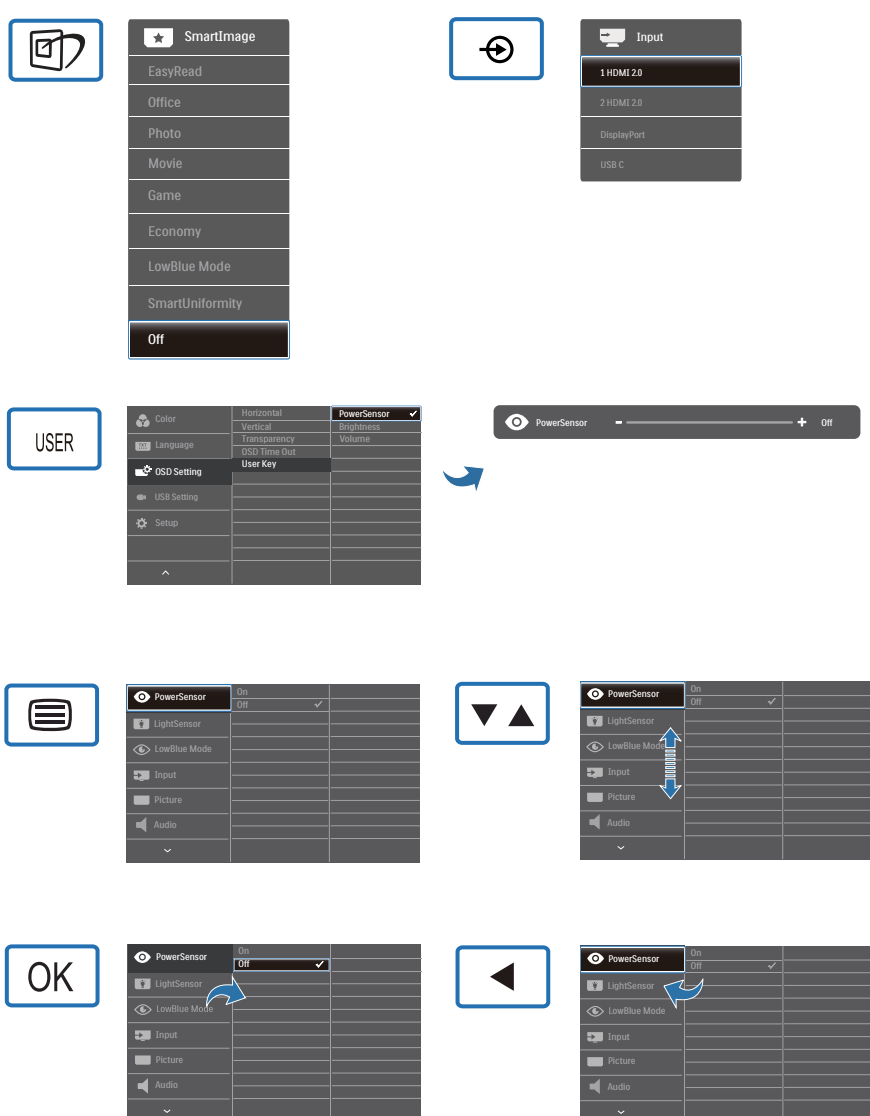 SmartImage
EasyRead
Office
Photo
Movie
Game
Economy
LowBlue Mode
SmartUniformity
Off
Input
1 HDMI 2.0
2 HDMI 2.0
DisplayPort
USB C
USER
Color
Language
OSD Setting
USB Setting
Setup
Horizontal
Vertical
Transparency
OSD Time Out
User Key
PowerSensor
Brightness
Volume
PowerSensor - + Off
PowerSensor
LightSensor
LowBlue Mode
Input
Picture
Audio
On
Off
PowerSensor
LightSensor
LowBlue Mode
Input
Picture
Audio
On
Off
OK
PowerSensor
LightSensor
LowBlue Mode
Input
Picture
Audio
On
Off
PowerSensor
LightSensor
LowBlue Mode
Input
Picture
Audio
On
Off